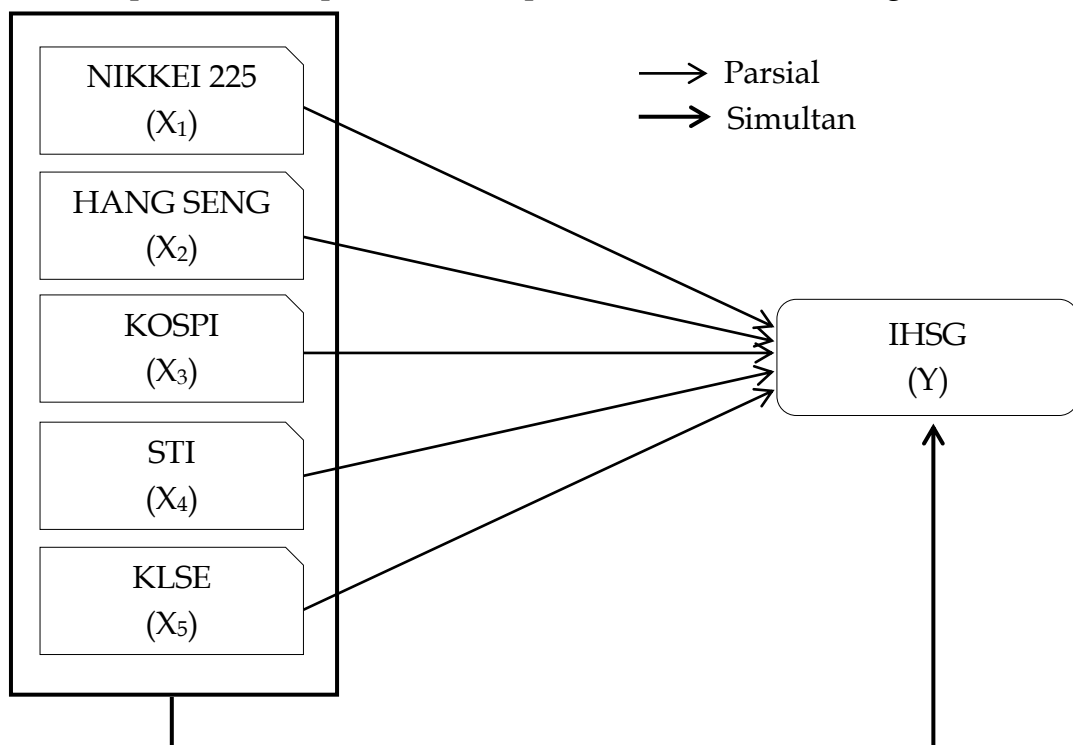 NIKKEI 225
(X₁)
HANG SENG
(X₂)
KOSPI
(X₃)
STI
(X₄)
KLSE
(X₅)
Parsial
Simultan
IHSG
(Y)